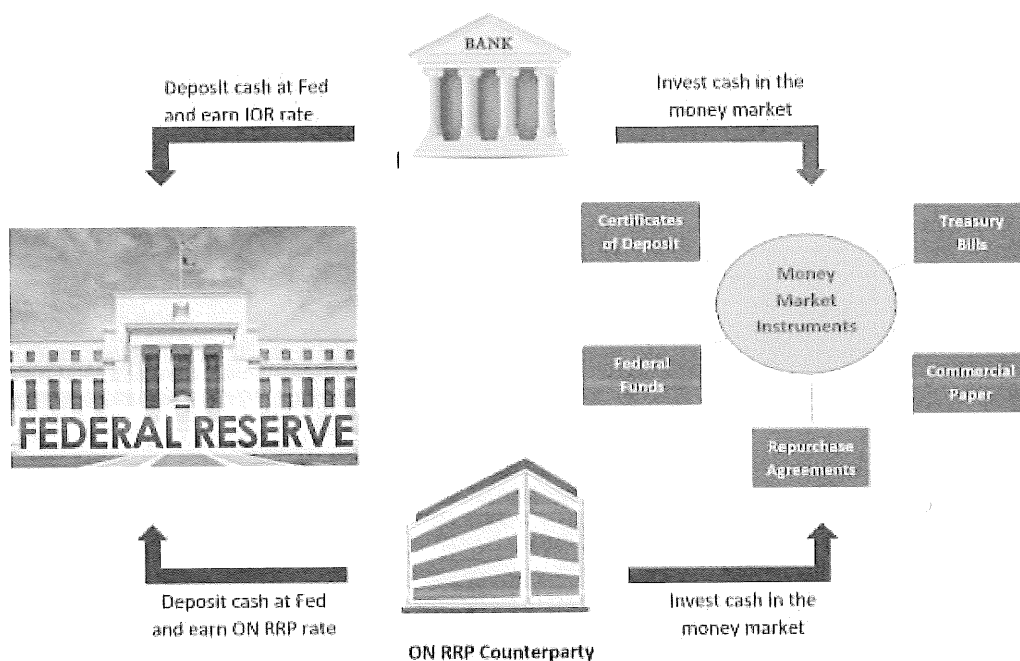 BANK
Deposit cash at Fed
and earn IOR rate
Invest cash in the
money market
Certificates
of Deposit
Treasury
Bills
Money
Market
Instruments
Federal
Funds
Commercial
Paper
Repurchase
Agreements
FEDERAL RESERVE
Deposit cash at Fed
and earn ON RRP rate
Invest cash in the
money market
ON RRP Counterparty